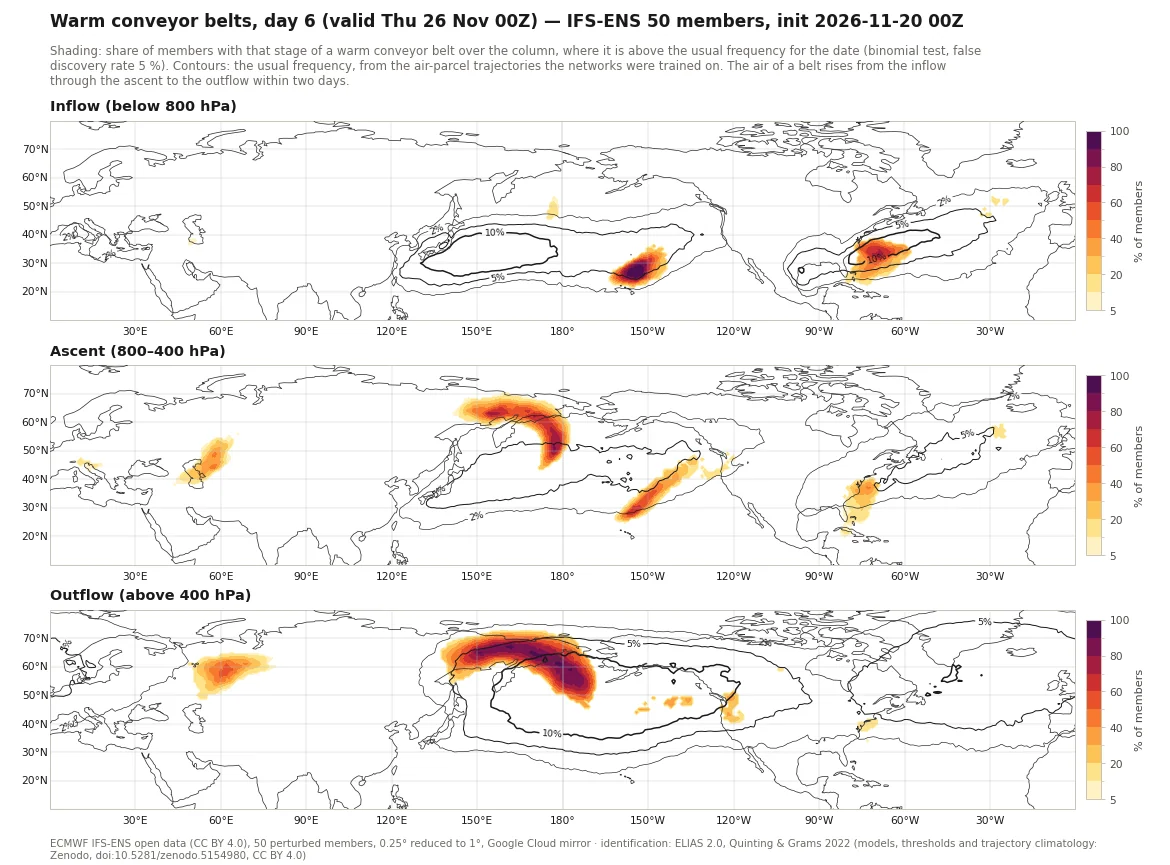 Warm conveyor belts, day 6 (valid Thu 26 Nov 00Z) — IFS-ENS 50 members, init 2026-11-20 00Z
Shading: share of members with that stage of a warm conveyor belt over the column, where it is above the usual frequency for the date (binomial test, false
discovery rate 5 %). Contours: the usual frequency, from the air-parcel trajectories the networks were trained on. The air of a belt rises from the inflow
through the ascent to the outflow within two days.
Inflow (below 800 hPa)
70°N
60°N
50°N
40°N
30°N
20°N
2%
2%
10%
5%
2%
5%
10%
30°E 60°E 90°E 120°E 150°E 180° 150°W 120°W 90°W 60°W 30°W
100
80
60
40
20
5
% of members
Ascent (800–400 hPa)
70°N
60°N
50°N
40°N
30°N
20°N
2%
5%
2%
30°E 60°E 90°E 120°E 150°E 180° 150°W 120°W 90°W 60°W 30°W
100
80
60
40
20
5
% of members
Outflow (above 400 hPa)
70°N
60°N
50°N
40°N
30°N
20°N
5%
2%
5%
10%
30°E 60°E 90°E 120°E 150°E 180° 150°W 120°W 90°W 60°W 30°W
100
80
60
40
20
5
% of members
ECMWF IFS-ENS open data (CC BY 4.0), 50 perturbed members, 0.25° reduced to 1°, Google Cloud mirror · identification: ELIAS 2.0, Quinting & Grams 2022 (models, thresholds and trajectory climatology:
Zenodo, doi:10.5281/zenodo.5154980, CC BY 4.0)